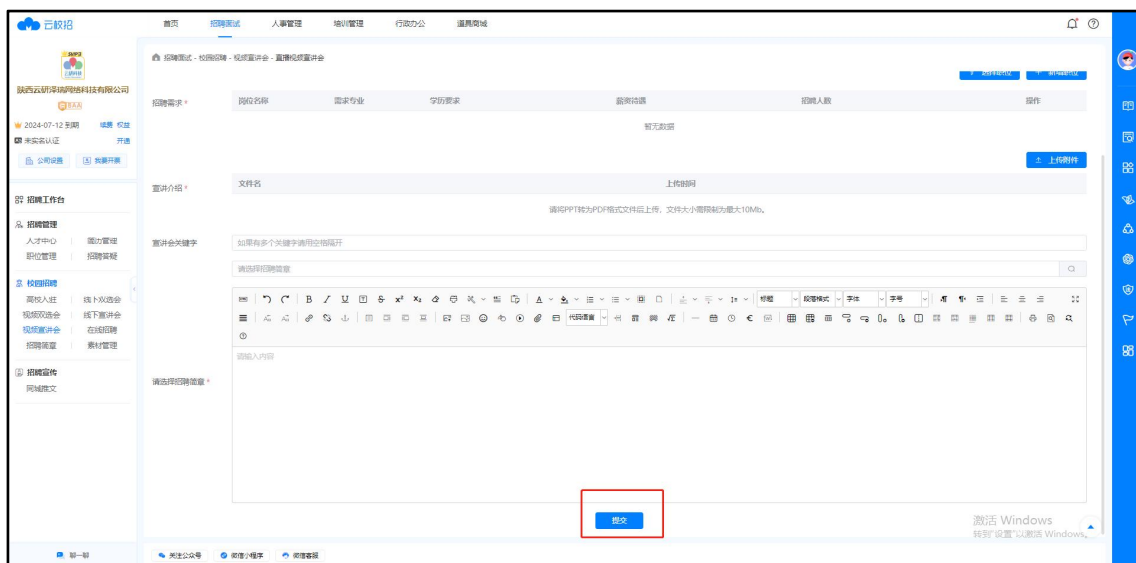 云校招
首页 招聘面试 人事管理 培训管理 行政办公 道具商城
招聘面试 - 校园招聘 - 视频宣讲会 - 直播视频宣讲会
陕西云研泽瑞网络科技有限公司
2024-07-12 到期 续费 权益
未实名认证 开通
公司设置 我要开票
招聘工作台
招聘管理
人才中心
职位管理 招聘答疑
校园招聘
高校入驻 线下双选会
视频双选会 线下宣讲会
视频宣讲会 在线招聘
招聘简章 素材管理
招聘宣传
同城推文
聊一聊
选择职位 新增职位
招聘需求 *
岗位名称 需求专业 学历要求 薪资待遇 招聘人数 操作
暂无数据
上传附件
宣讲介绍 *
文件名 上传时间
请将PPT转为PDF格式文件后上传，文件大小需限制为最大10Mb。
宣讲会关键字 如果有多个关键字请用空格隔开
请选择招聘简章
标题 段落格式 字体 字号
代码语言
请输入内容
请选择招聘简章 *
提交
激活 Windows
转到"设置"以激活 Windows。
关注公众号 微信小程序 微信客服